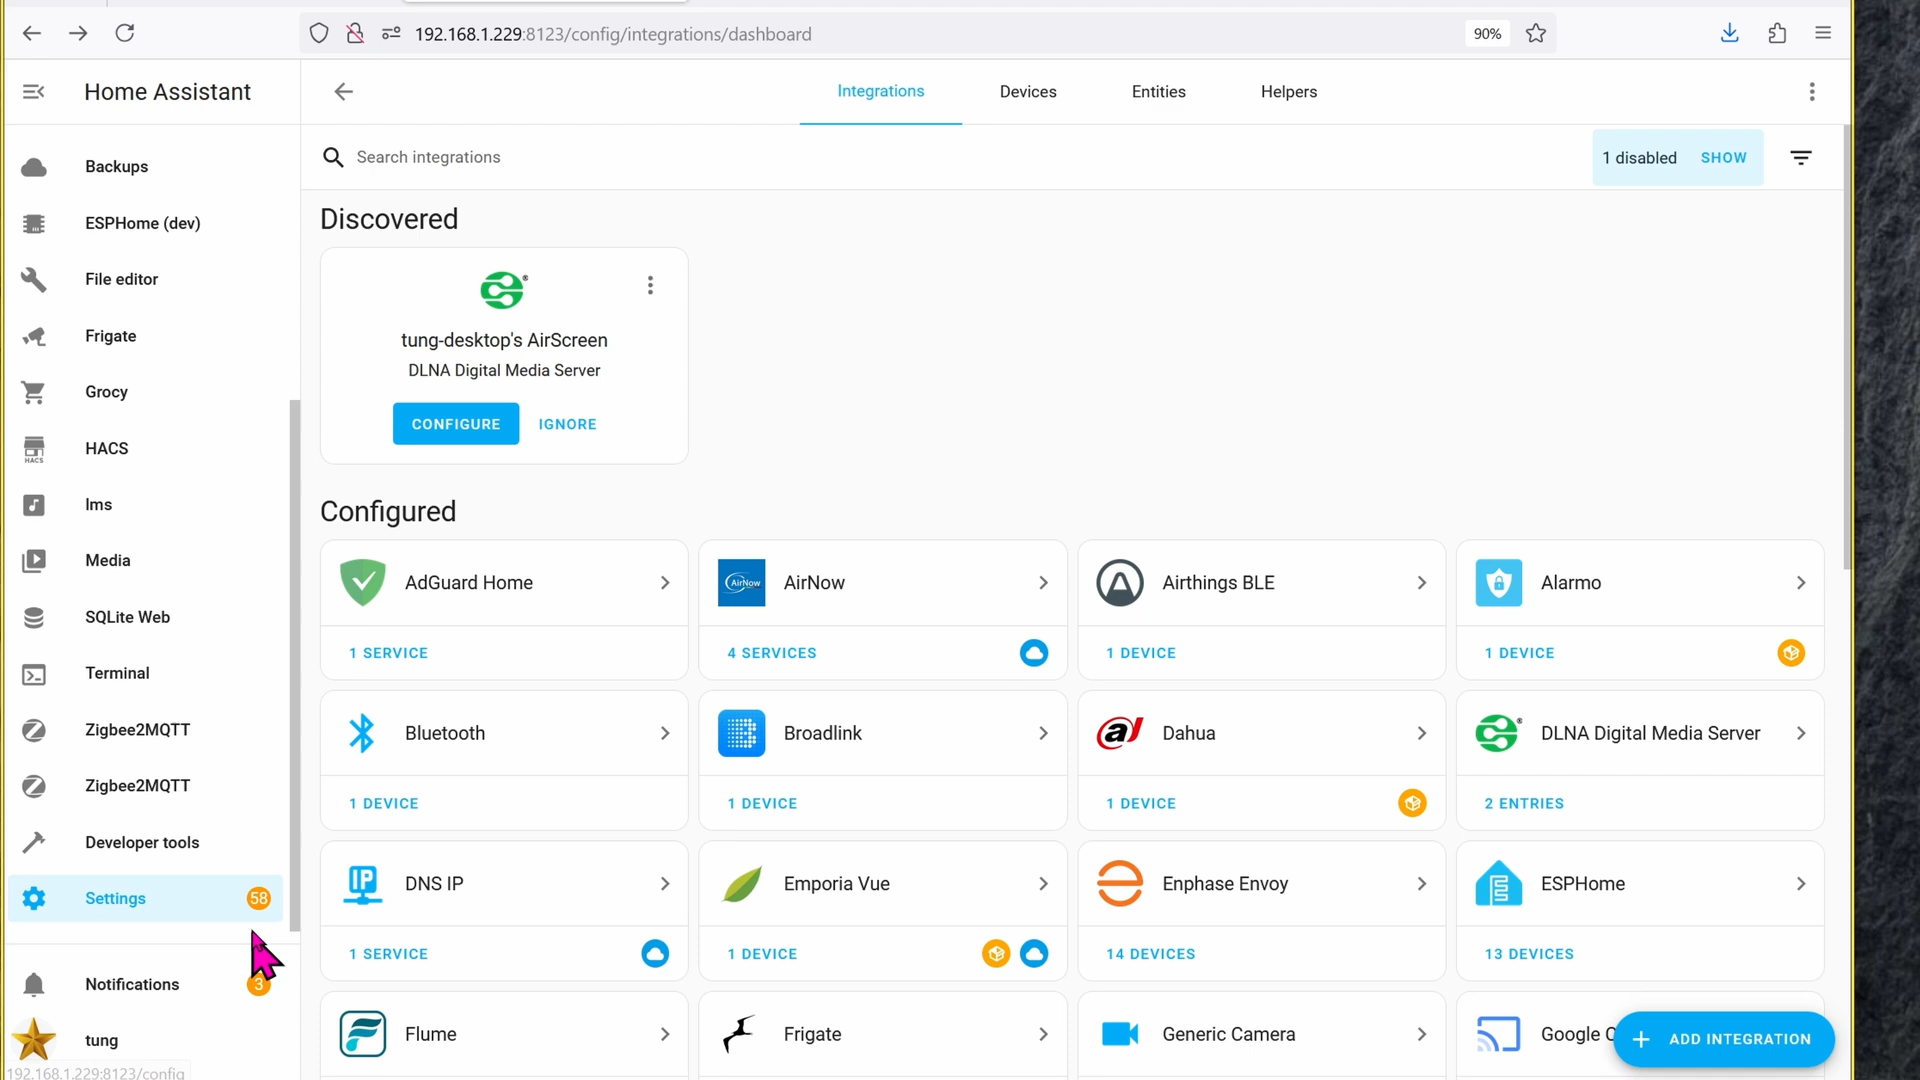 192.168.1.229:8123/config/integrations/dashboard
90%
Home Assistant
Integrations
Devices
Entities
Helpers
Search integrations
1 disabled
SHOW
Backups
ESPHome (dev)
File editor
Frigate
Grocy
HACS
HACS
lms
Media
SQLite Web
Terminal
Zigbee2MQTT
Zigbee2MQTT
Developer tools
Settings
58
Notifications
3
tung
192.168.1.229:8123/config
Discovered
tung-desktop's AirScreen
DLNA Digital Media Server
CONFIGURE
IGNORE
Configured
AdGuard Home
1 SERVICE
AirNow
AirNow
4 SERVICES
Airthings BLE
1 DEVICE
Alarmo
1 DEVICE
Bluetooth
1 DEVICE
Broadlink
1 DEVICE
Dahua
1 DEVICE
DLNA Digital Media Server
2 ENTRIES
IP
DNS IP
1 SERVICE
Emporia Vue
1 DEVICE
Enphase Envoy
14 DEVICES
ESPHome
13 DEVICES
Flume
Frigate
Generic Camera
Google
ADD INTEGRATION